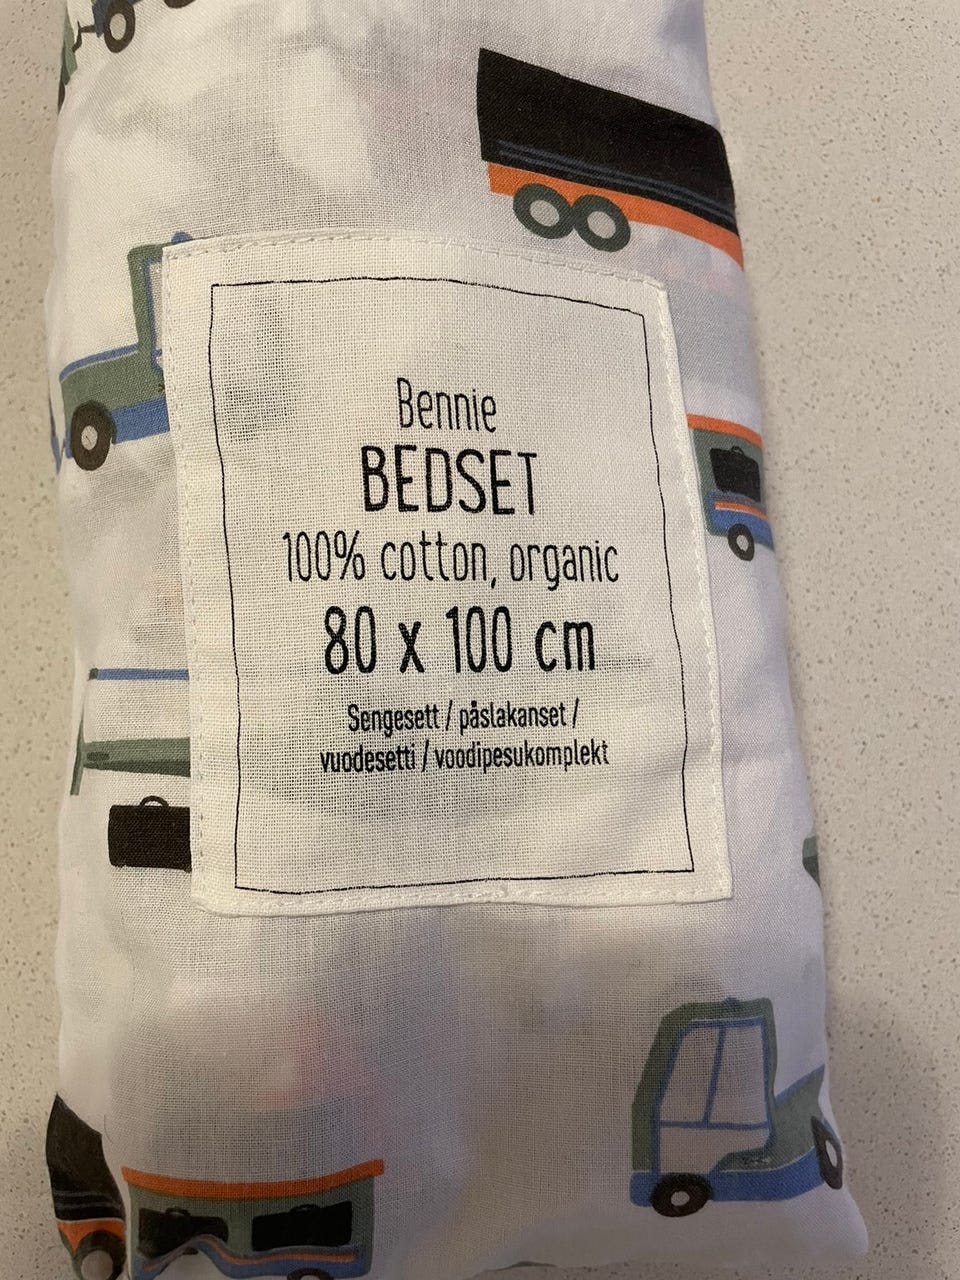 Bennie
BEDSET
100% cotton, organic
80 x 100 cm
Sengesett / påslakanset /
vuodesetti / voodipesukomplekt